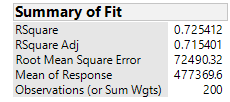 Summary of Fit
RSquare 0.725412
RSquare Adj 0.715401
Root Mean Square Error 72490.32
Mean of Response 477369.6
Observations (or Sum Wgts) 200